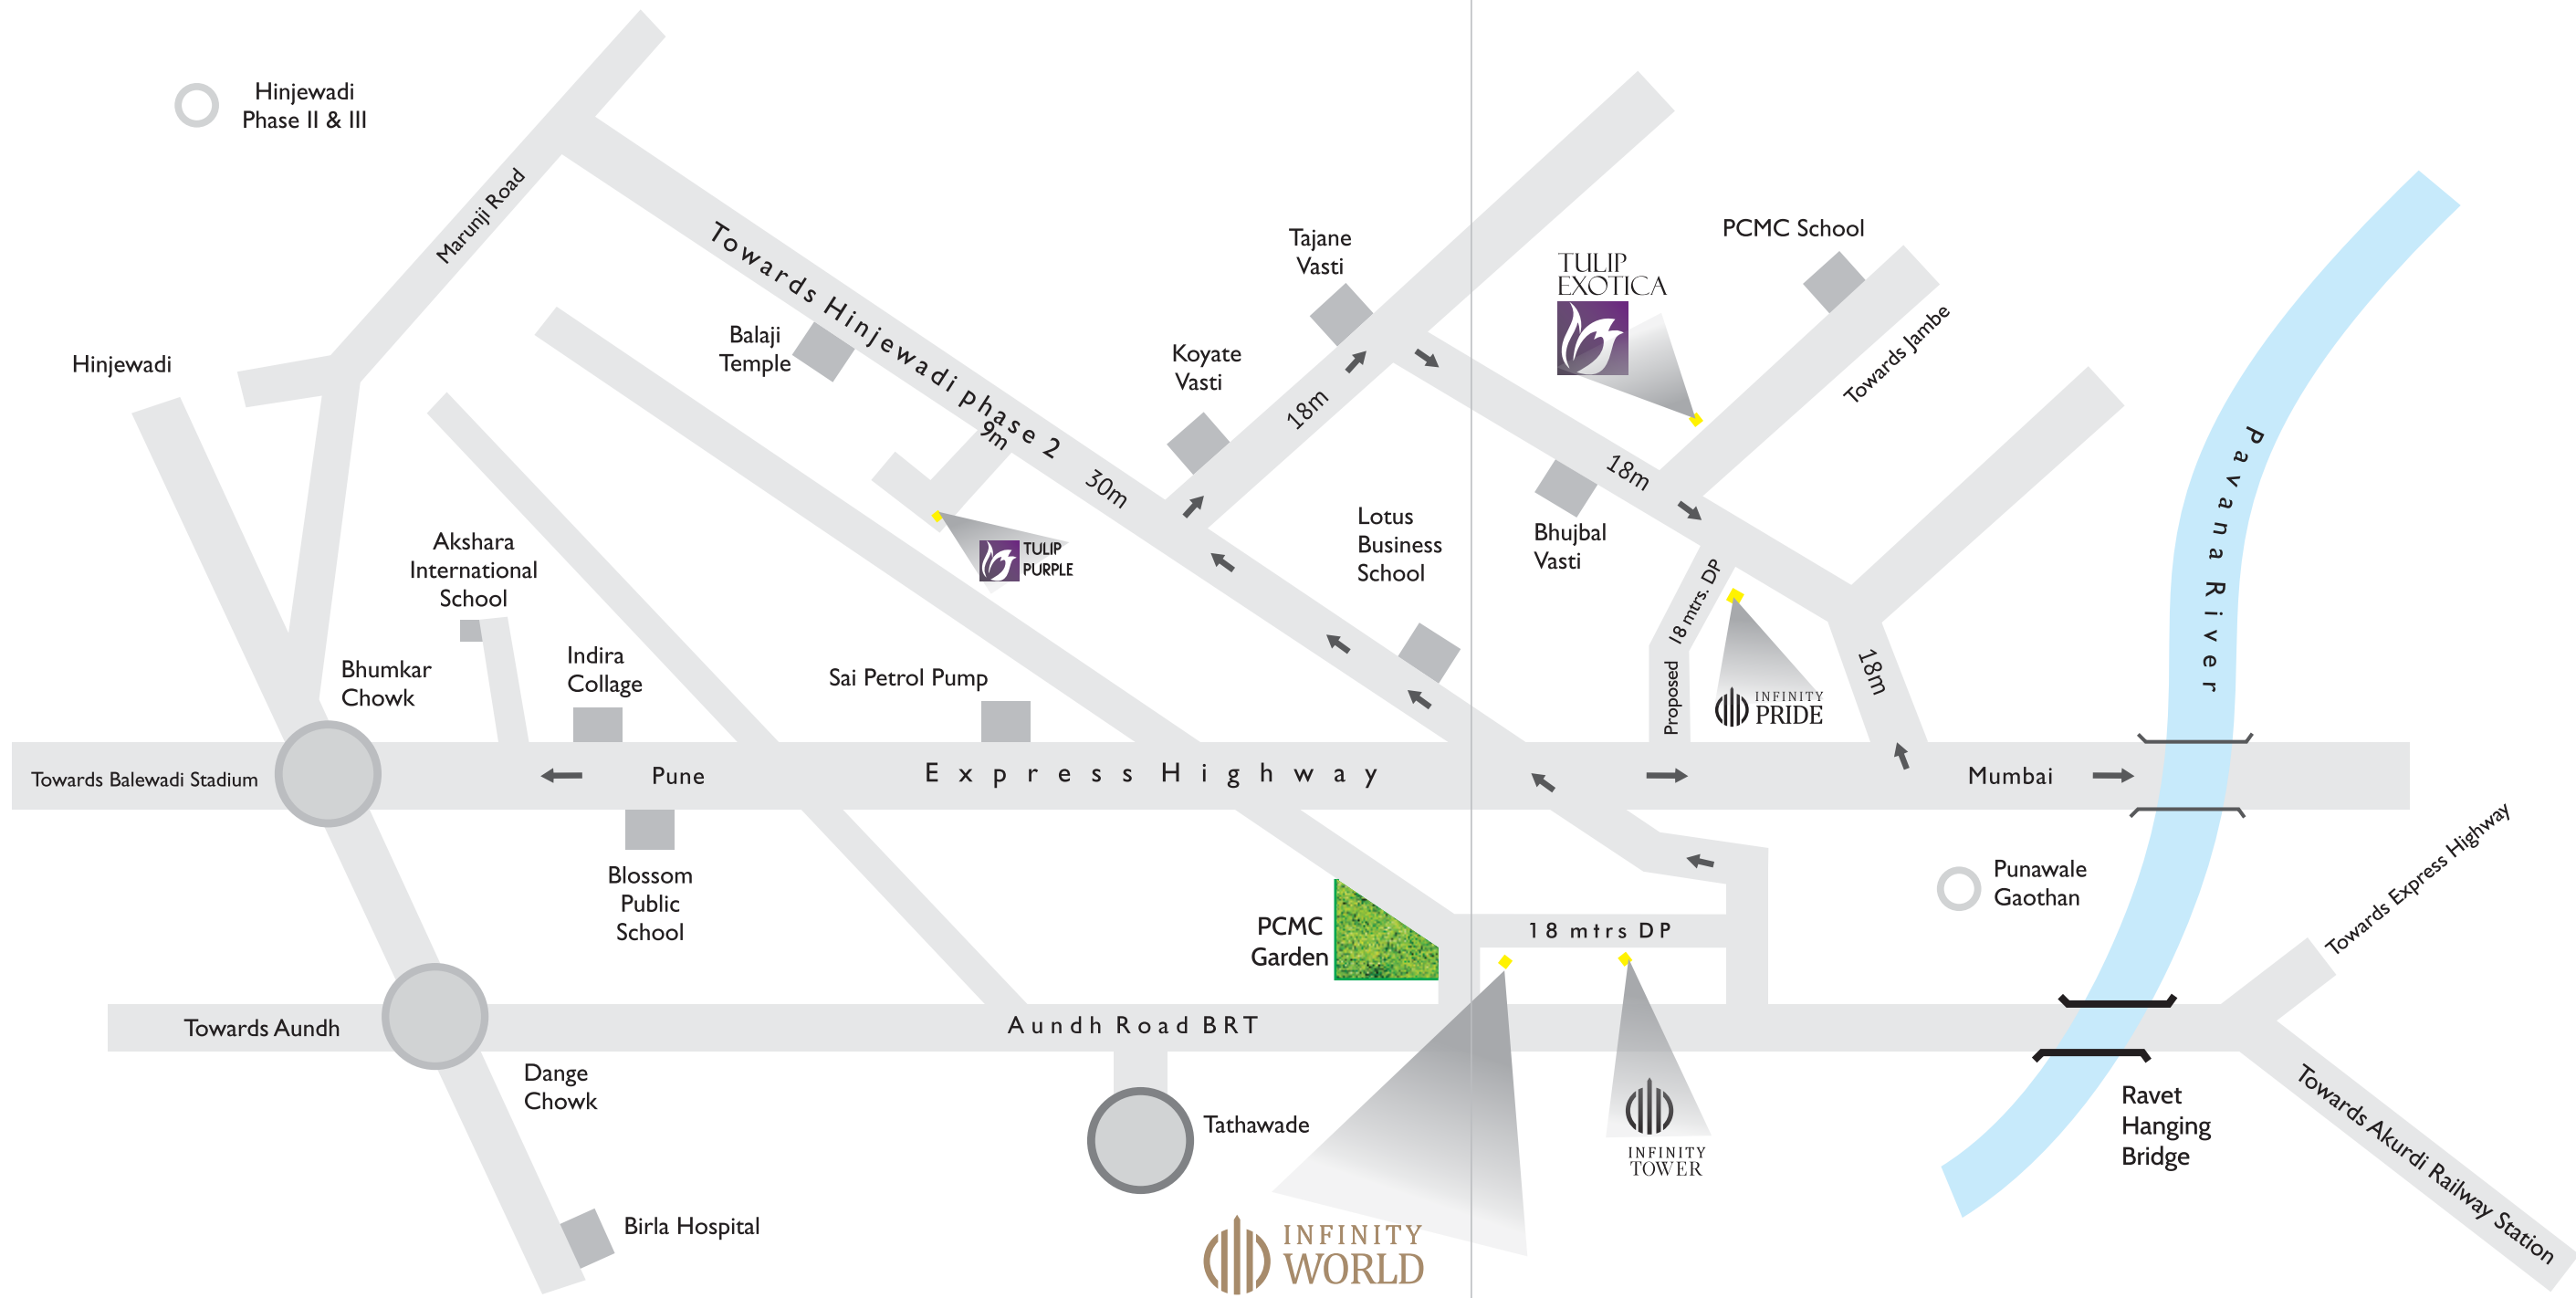 Hinjewadi
Phase II & III
Marunji Road
Towards Hinjewadi phase 2
Tajane
Vasti
PCMC School
TULIP
EXOTICA
Towards Jambe
Balaji
Temple
Koyate
Vasti
Hinjewadi
18m
9m
30m
18m
Pavana River
Lotus
Business
School
Bhujbal
Vasti
Akshara
International
School
TULIP
PURPLE
Proposed 18 mtrs. DP
Bhumkar
Chowk
Indira
Collage
Sai Petrol Pump
INFINITY
PRIDE
18m
Towards Balewadi Stadium
Pune
Express Highway
Mumbai
Blossom
Public
School
PCMC
Garden
18 mtrs DP
Punawale
Gaothan
Towards Express Highway
Towards Aundh
Aundh Road BRT
Dange
Chowk
Tathawade
INFINITY
TOWER
Ravet
Hanging
Bridge
Towards Akurdi Railway Station
Birla Hospital
INFINITY
WORLD